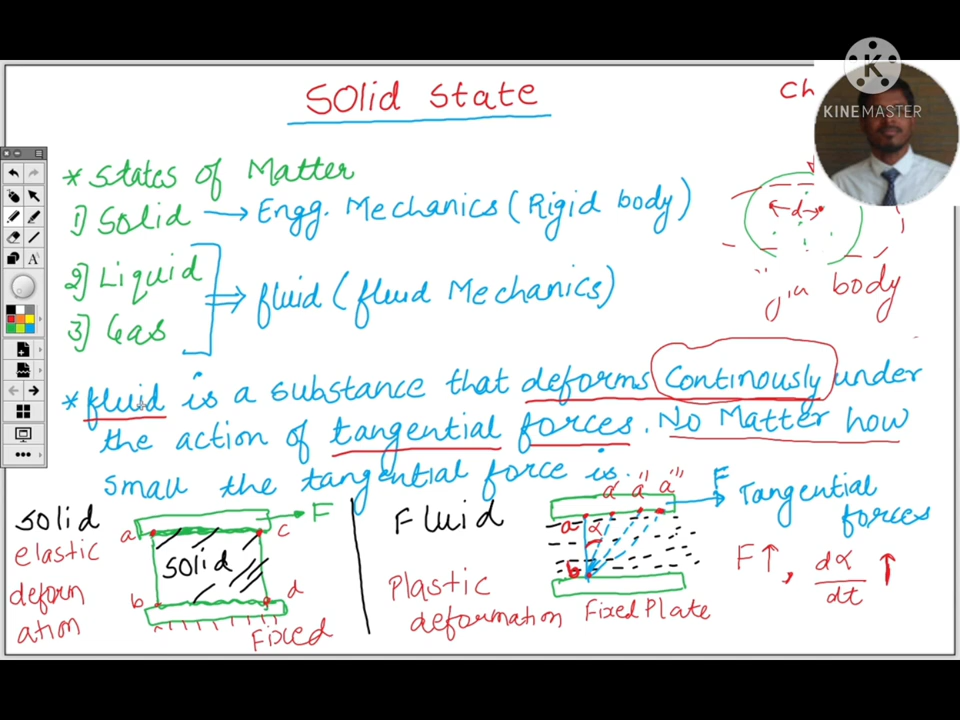 Solid State
Ch
K
KINEMASTER
* States of Matter
1) Solid → Engg. Mechanics (Rigid body)
2) Liquid
3) Gas
⇒ fluid (fluid Mechanics)
←d→
body
* fluid is a substance that deforms Continously under
the action of tangential forces. No Matter how
small the tangential force is.
Solid
elastic
deform
ation
F
a
c
Solid
b
d
Fixed
Fluid
Plastic
deformation
a' a" a'"
F
a
α
b
Fixed Plate
Tangential
forces
F↑, dα/dt ↑